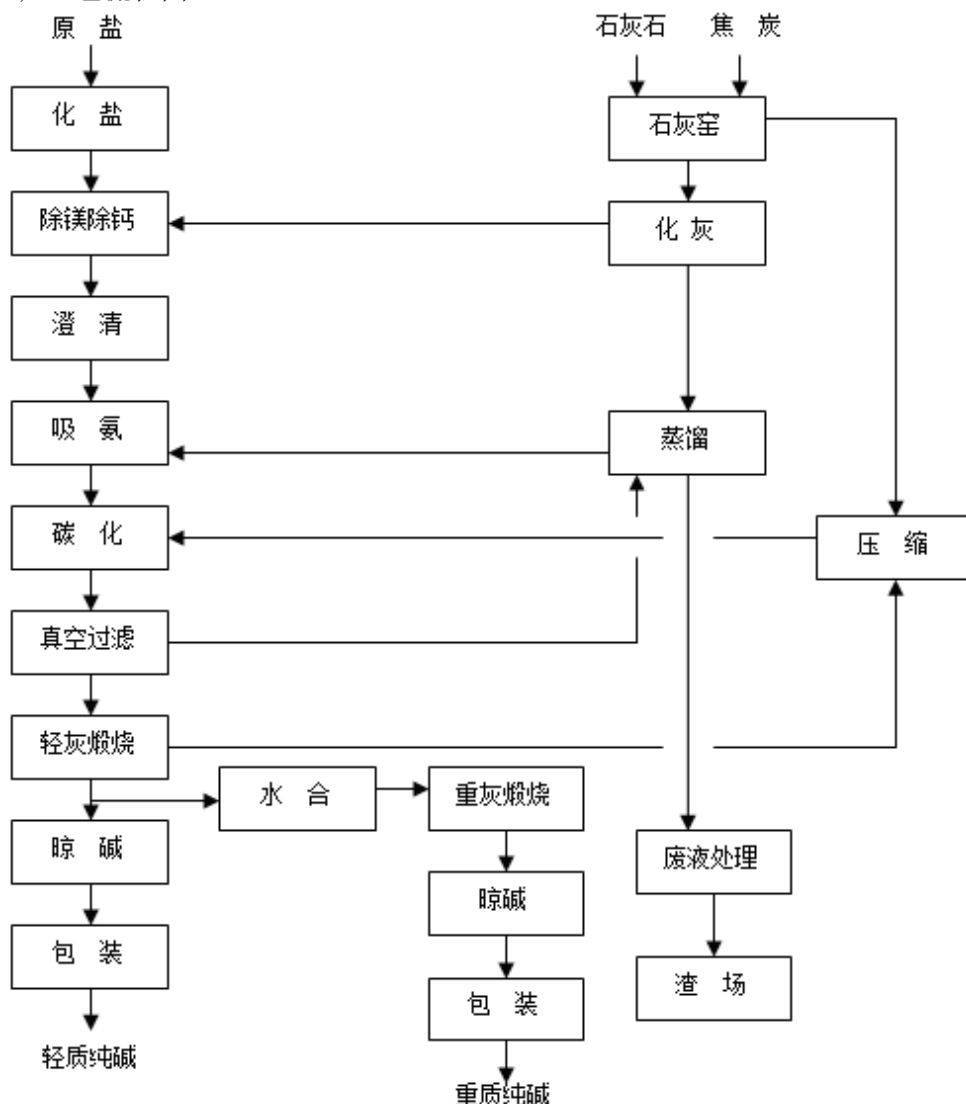 原 盐
石灰石 焦 炭
化 盐
石灰窑
除镁除钙
化 灰
澄 清
吸 氨
蒸馏
碳 化
压 缩
真空过滤
轻灰煅烧
水 合
重灰煅烧
晾 碱
废液处理
晾碱
包 装
渣 场
包 装
轻质纯碱
重质纯碱